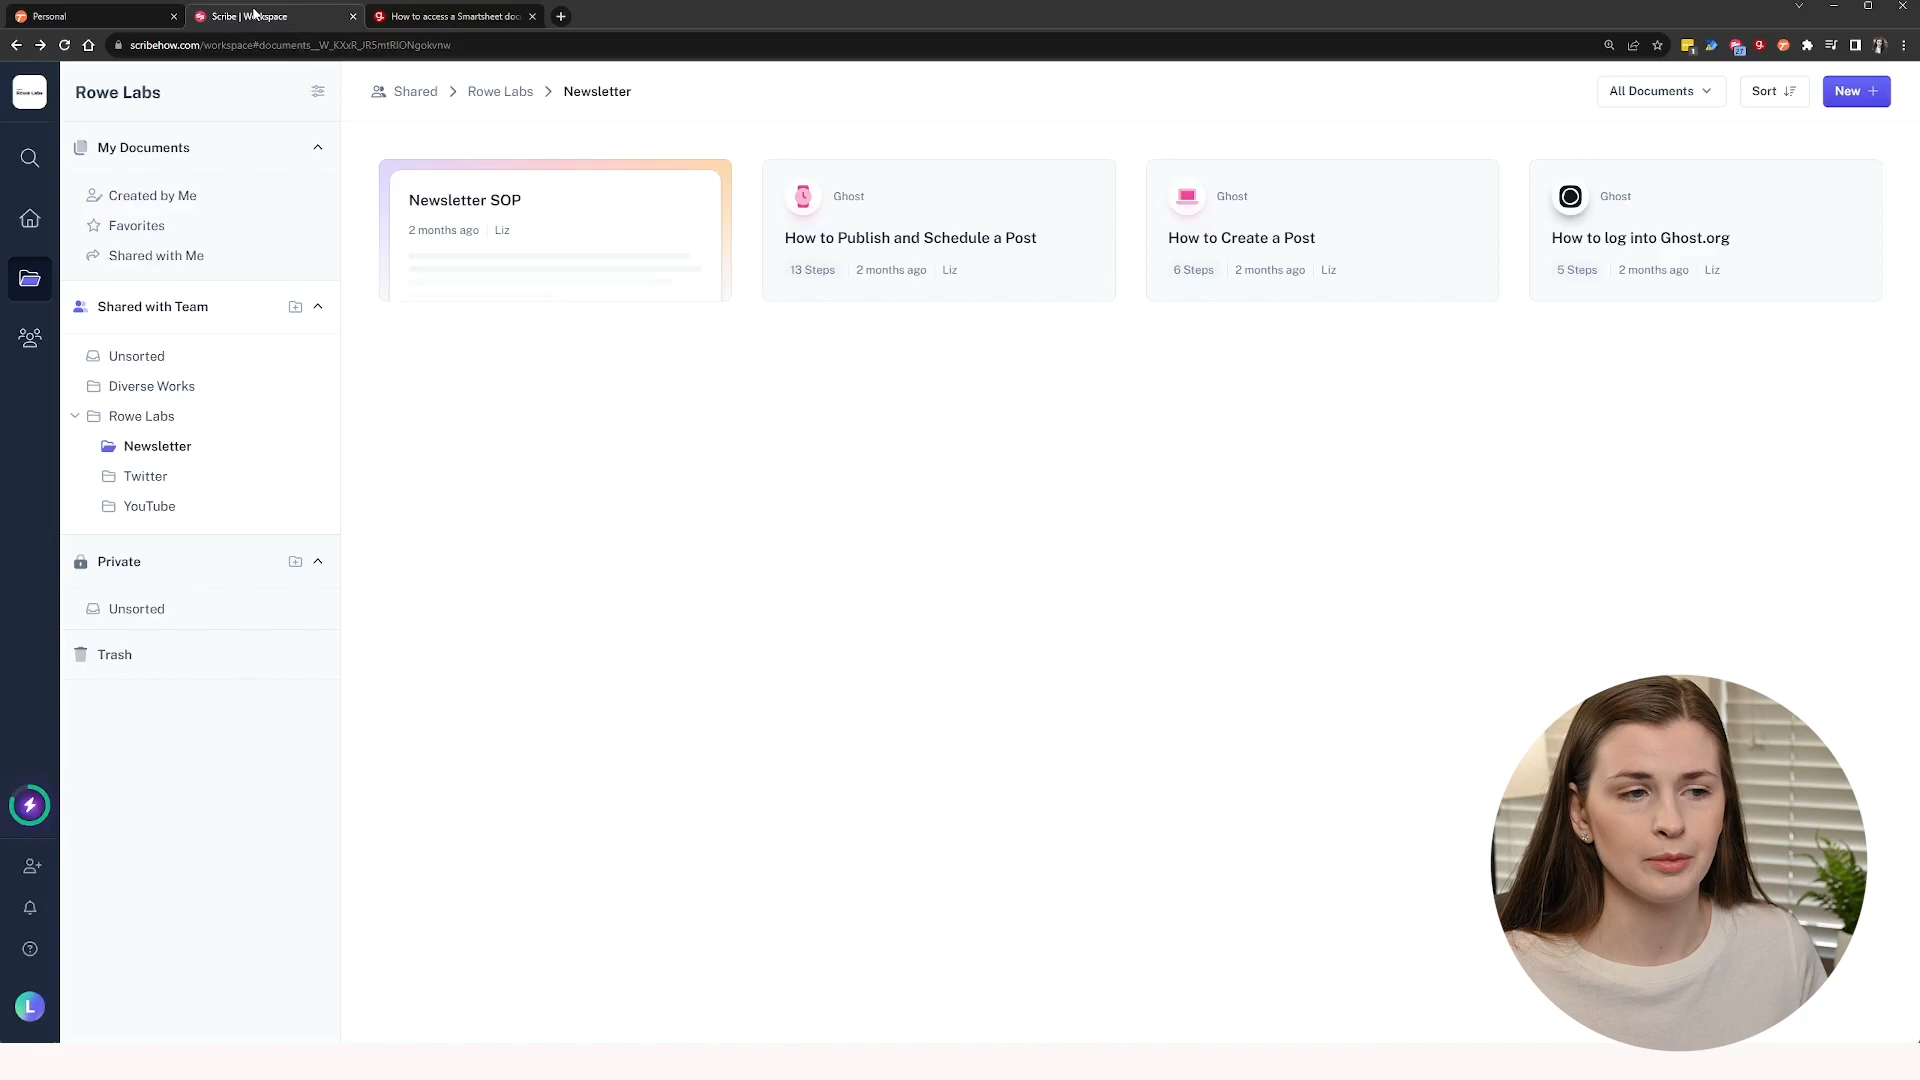 Personal
Scribe | Workspace
How to access a Smartsheet doc
scribehow.com/workspace#documents__W_KXxR_JR5mtRIONgokvnw
Rowe Labs
Rowe Labs
Shared > Rowe Labs > Newsletter
All Documents
Sort
New +
My Documents
Created by Me
Favorites
Shared with Me
Shared with Team
Unsorted
Diverse Works
Rowe Labs
Newsletter
Twitter
YouTube
Private
Unsorted
Trash
L
Newsletter SOP
2 months ago Liz
Ghost
How to Publish and Schedule a Post
13 Steps 2 months ago Liz
Ghost
How to Create a Post
6 Steps 2 months ago Liz
Ghost
How to log into Ghost.org
5 Steps 2 months ago Liz